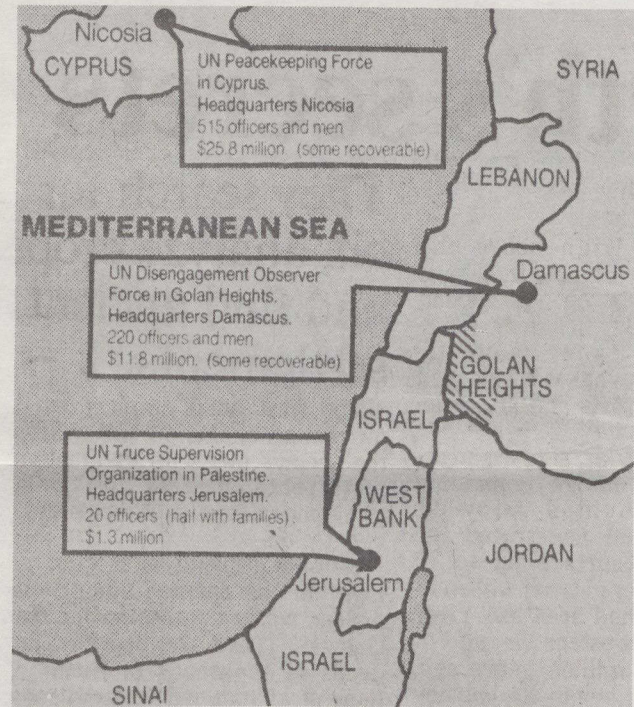 Nicosia
CYPRUS
UN Peacekeeping Force
in Cyprus.
Headquarters Nicosia
515 officers and men
$25.8 million. (some recoverable)
SYRIA
LEBANON
MEDITERRANEAN SEA
UN Disengagement Observer
Force in Golan Heights.
Headquarters Damascus.
220 officers and men
$11.8 million. (some recoverable)
Damascus
GOLAN
HEIGHTS
ISRAEL
UN Truce Supervision
Organization in Palestine.
Headquarters Jerusalem.
20 officers (half with families).
$1.3 million
WEST
BANK
JORDAN
Jerusalem
ISRAEL
SINAI